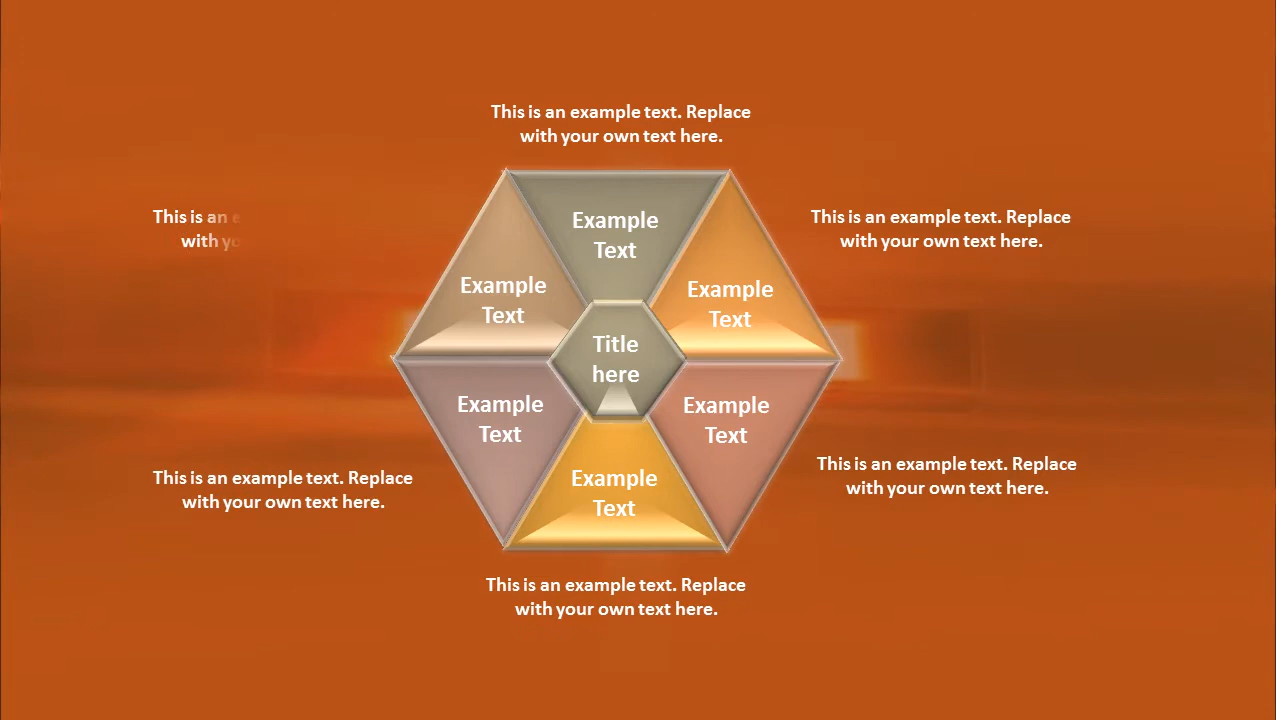 This is an example text. Replace
with your own text here.
This is an
with
This is an example text. Replace
with your own text here.
Example
Text
Example
Text
Example
Text
Title
here
Example
Text
Example
Text
Example
Text
This is an example text. Replace
with your own text here.
This is an example text. Replace
with your own text here.
This is an example text. Replace
with your own text here.